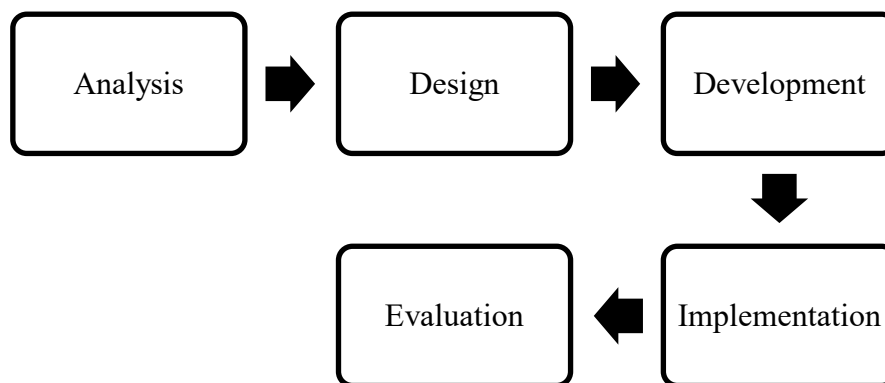 Analysis
Design
Development
Implementation
Evaluation